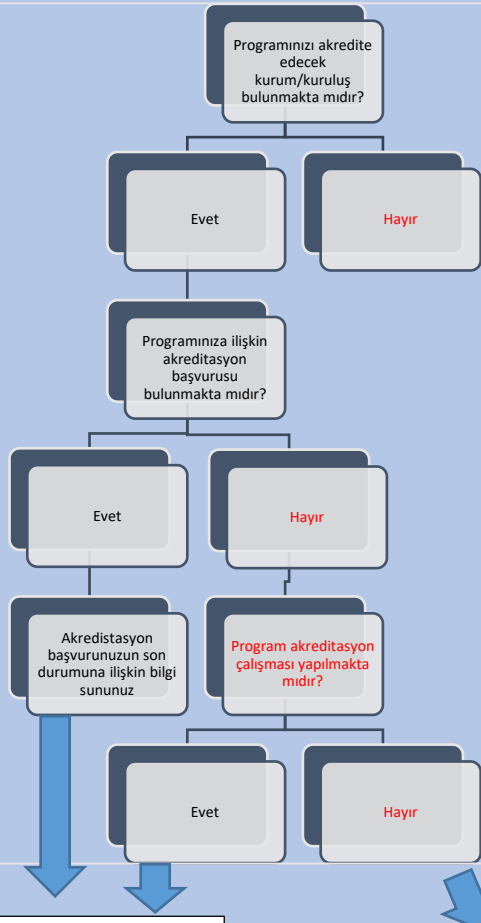 Programınızı akredite
edecek
kurum/kuruluş
bulunmakta mıdır?
Evet
Hayır
Programınıza ilişkin
akreditasyon
başvurusu
bulunmakta mıdır?
Evet
Hayır
Akredistasyon
başvurunuzun son
durumuna ilişkin bilgi
sununuz
Program akreditasyon
çalışması yapılmakta
mıdır?
Evet
Hayır